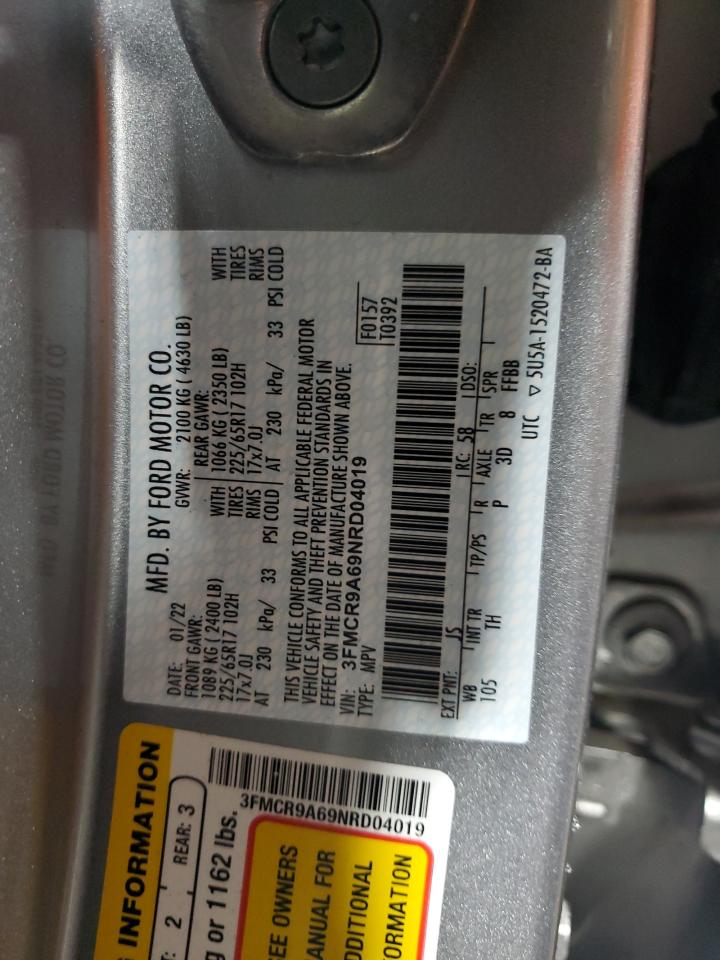 MFD. BY FORD MOTOR CO.
DATE: 01/22 GVWR: 2100 KG ( 4630 LB)
FRONT GAWR: REAR GAWR:
1089 KG ( 2400 LB) WITH 1066 KG ( 2350 LB) WITH
225/65R17 102H TIRES 225/65R17 102H TIRES
17x7.0J RIMS 17x7.0J RIMS
AT 230 kPa/ 33 PSI COLD AT 230 kPa/ 33 PSI COLD
THIS VEHICLE CONFORMS TO ALL APPLICABLE FEDERAL MOTOR
VEHICLE SAFETY AND THEFT PREVENTION STANDARDS IN
EFFECT ON THE DATE OF MANUFACTURE SHOWN ABOVE.
VIN: 3FMCR9A69NRD04019
TYPE: MPV
F0157
T0392
EXT PNT: JS RC: 58 DSO:
WB INT TR TP/PS R AXLE TR SPR
105 TH P 3D 8 FFBB
UTC ▽ 5U5A-1520472-BA
INFORMATION
2 REAR: 3
or 1162 lbs.
3FMCR9A69NRD04019
OWNERS
FOR